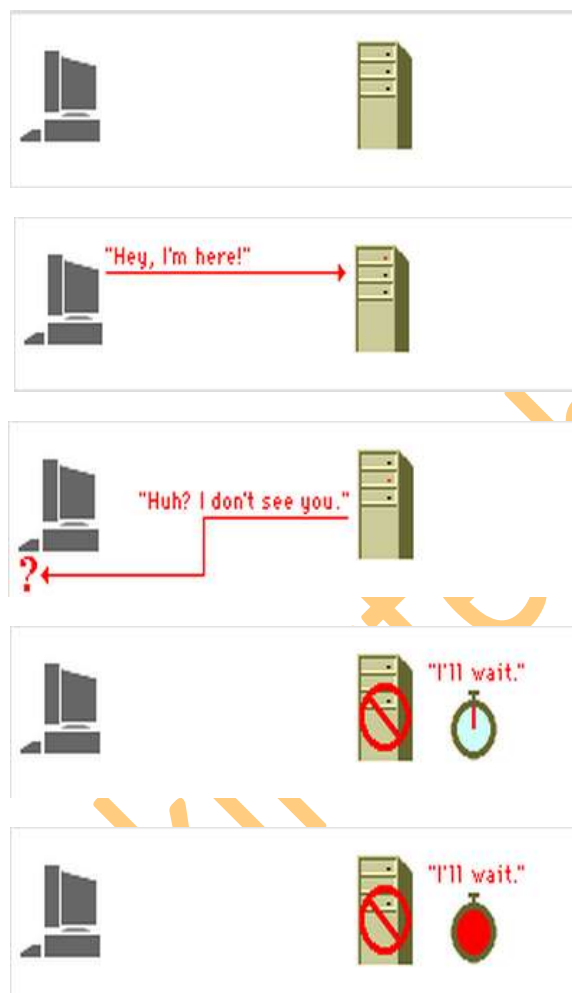 "Hey, I'm here!"
"Huh? I don't see you."
?
"I'll wait."
"I'll wait."